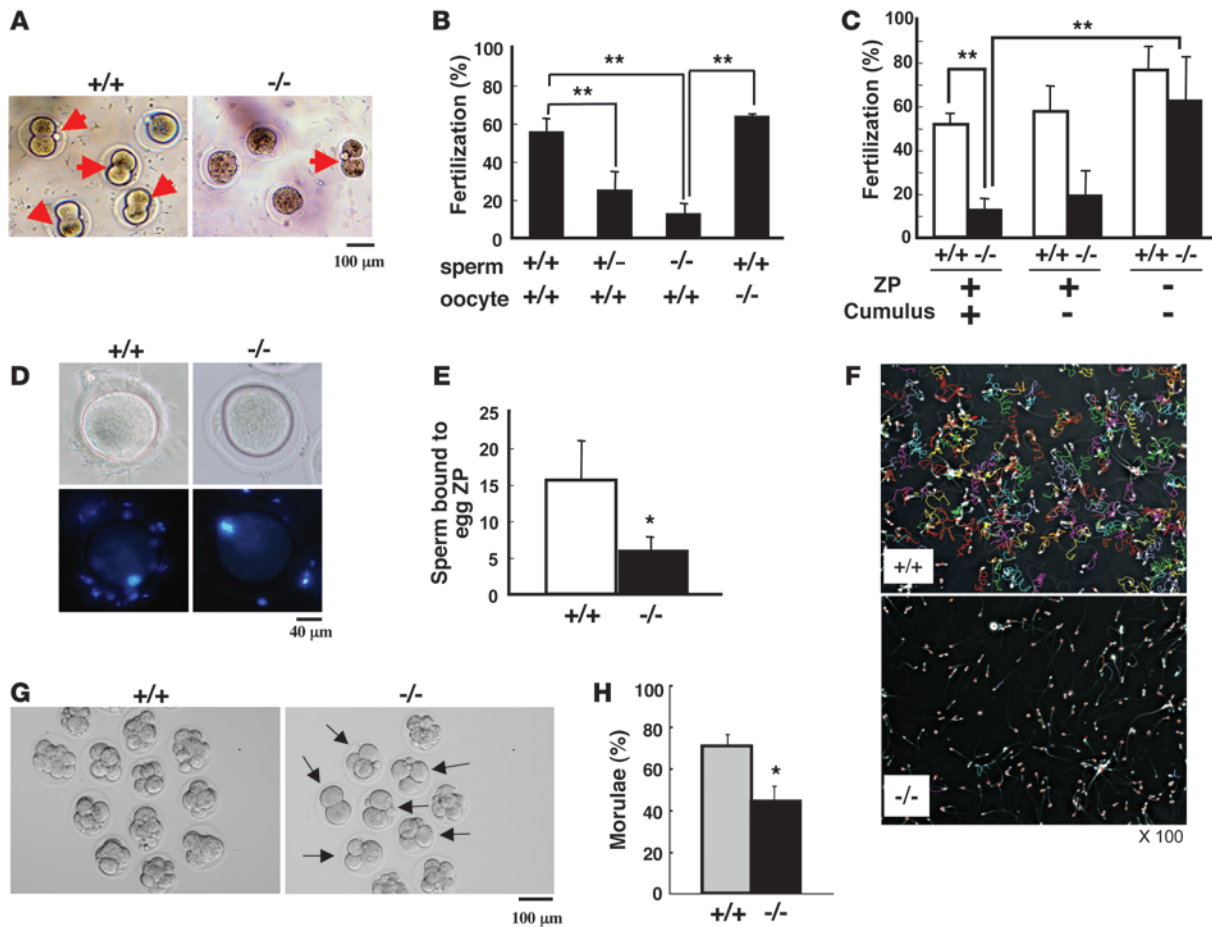 A
+/+ -/-
100 µm
B
Fertilization (%)
100
80
60
40
20
0
** ** **
sperm +/+ +/− -/- +/+
oocyte +/+ +/+ +/+ -/-
C
Fertilization (%)
100
80
60
40
20
0
** **
+/+ -/- +/+ -/- +/+ -/-
ZP + + -
Cumulus + - -
D
+/+ -/-
40 µm
E
Sperm bound to
egg ZP
25
20
15
10
5
0
*
+/+ -/-
F
+/+
-/-
X 100
G
+/+ -/-
100 µm
H
Morulae (%)
100
80
60
40
20
0
*
+/+ -/-